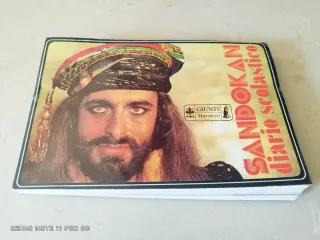 SANDOKAN
diario scolastico
GIUNTI
Marzocco
REDMI NOTE 11 PRO 5G